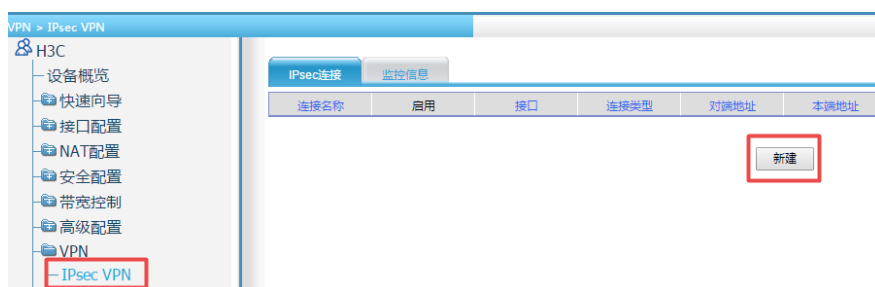 VPN > IPsec VPN
H3C
设备概览
快速向导
接口配置
NAT配置
安全配置
带宽控制
高级配置
VPN
IPsec VPN
IPsec连接 监控信息
连接名称 启用 接口 连接类型 对端地址 本端地址
新建